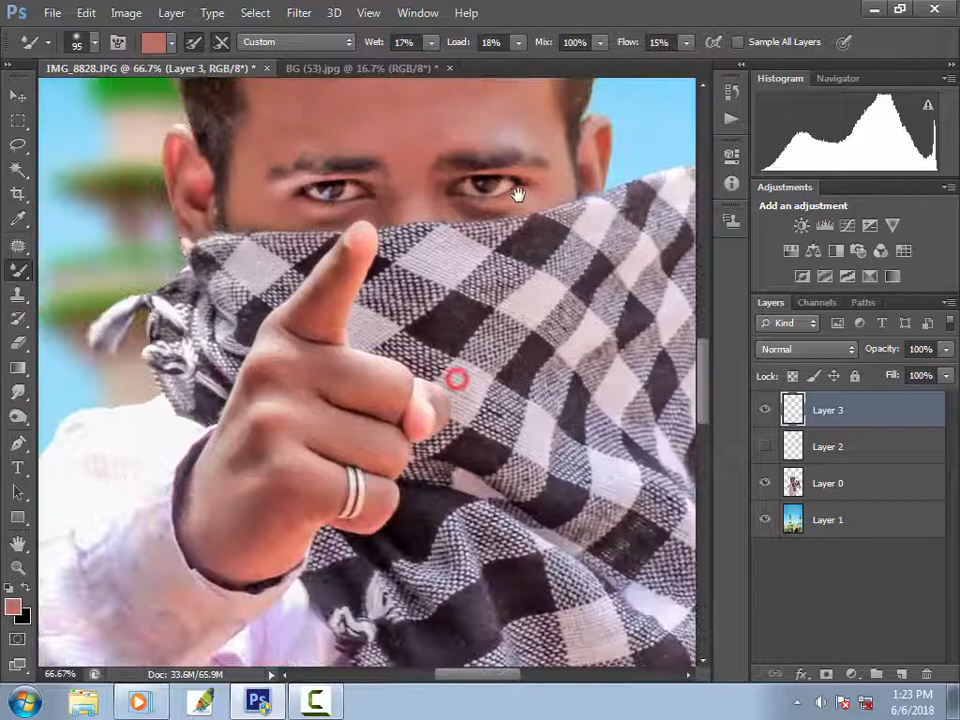 Ps File Edit Image Layer Type Select Filter 3D View Window Help
95 Custom Wet: 17% Load: 18% Mix: 100% Flow: 15% Sample All Layers
IMG_8828.JPG @ 66.7% (Layer 3, RGB/8*) * × BG (53).jpg @ 16.7% (RGB/8*) * ×
Histogram Navigator
Adjustments
Add an adjustment
Layers Channels Paths
Kind
Normal Opacity: 100%
Lock: Fill: 100%
Layer 3
Layer 2
Layer 0
Layer 1
66.67% Doc: 33.6M/65.9M
1:23 PM
6/6/2018